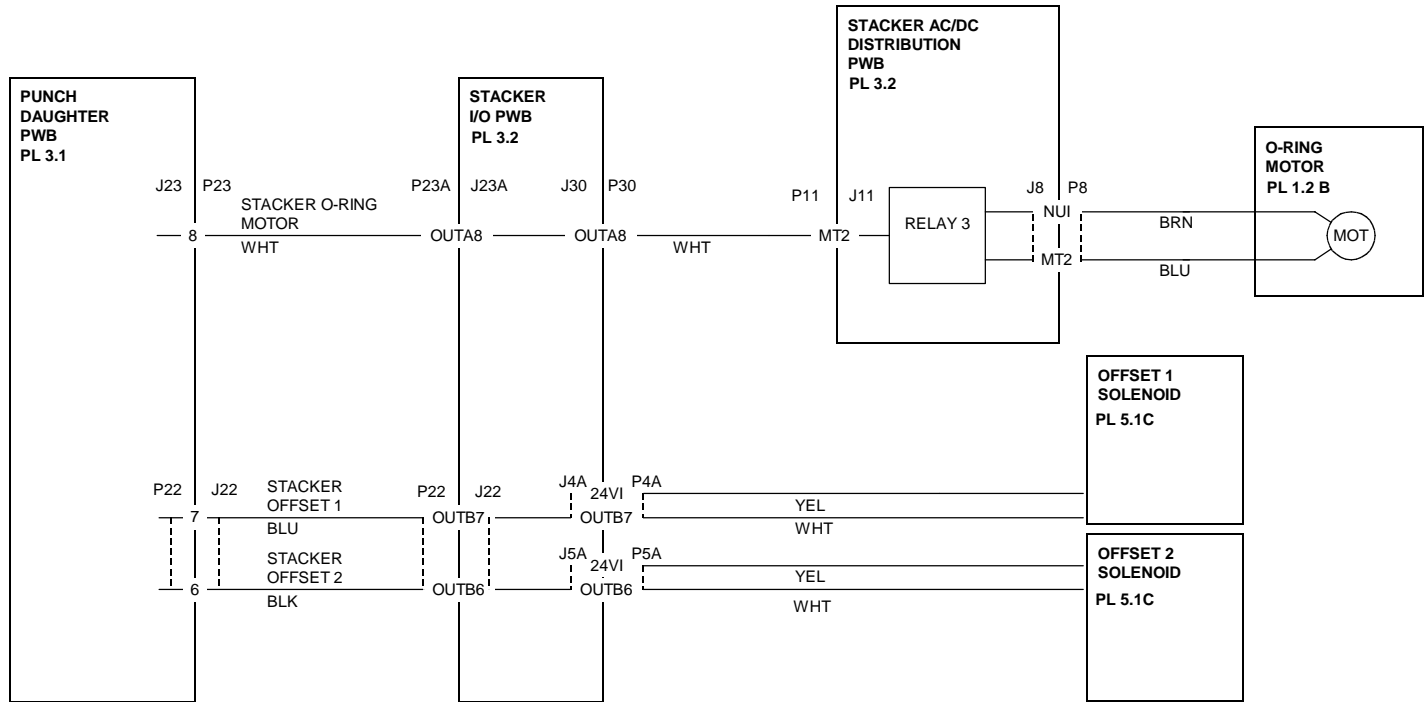 STACKER AC/DC
DISTRIBUTION
PWB
PL 3.2
PUNCH
DAUGHTER
PWB
PL 3.1
STACKER
I/O PWB
PL 3.2
O-RING
MOTOR
PL 1.2 B
J23 P23
STACKER O-RING
MOTOR
P23A J23A
J30 P30
P11 J11
RELAY 3
J8 P8
NUI
BRN
MOT
8
WHT
OUTA8
OUTA8
WHT
MT2
MT2
BLU
OFFSET 1
SOLENOID
PL 5.1C
P22 J22
STACKER
OFFSET 1
P22 J22
J4A P4A
24VI
YEL
7
BLU
OUTB7
OUTB7
WHT
STACKER
OFFSET 2
J5A P5A
24VI
YEL
6
BLK
OUTB6
OUTB6
WHT
OFFSET 2
SOLENOID
PL 5.1C